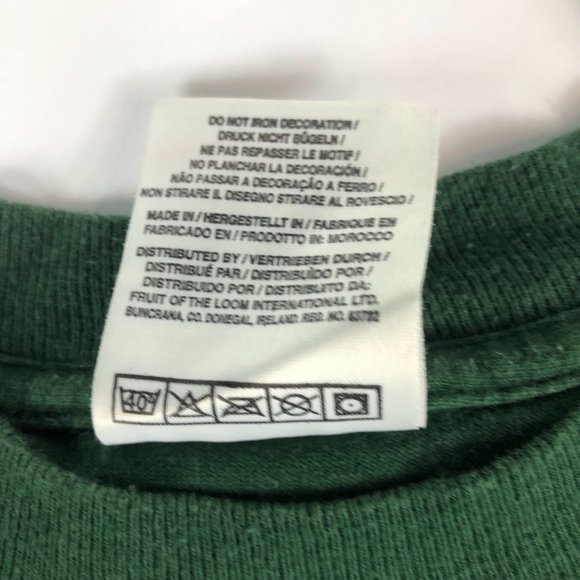 DO NOT IRON DECORATION /
DRUCK NICHT BÜGELN /
NE PAS REPASSER LE MOTIF /
NO PLANCHAR LA DECORACIÓN /
NÃO PASSAR A DECORAÇÃO A FERRO /
NON STIRARE IL DISEGNO STIRARE AL ROVESCIO /
MADE IN / HERGESTELLT IN / FABRIQUE EN
FABRICADO EN / PRODOTTO IN: MOROCCO
DISTRIBUTED BY / VERTRIEBEN DURCH /
DISTRIBUÉ PAR / DISTRIBUÍDO POR /
DISTRIBUIDO POR / DISTRIBUITO DA:
FRUIT OF THE LOOM INTERNATIONAL LTD.
BUNCRANA, CO. DONEGAL, IRELAND. REG. NO. 63782
40°